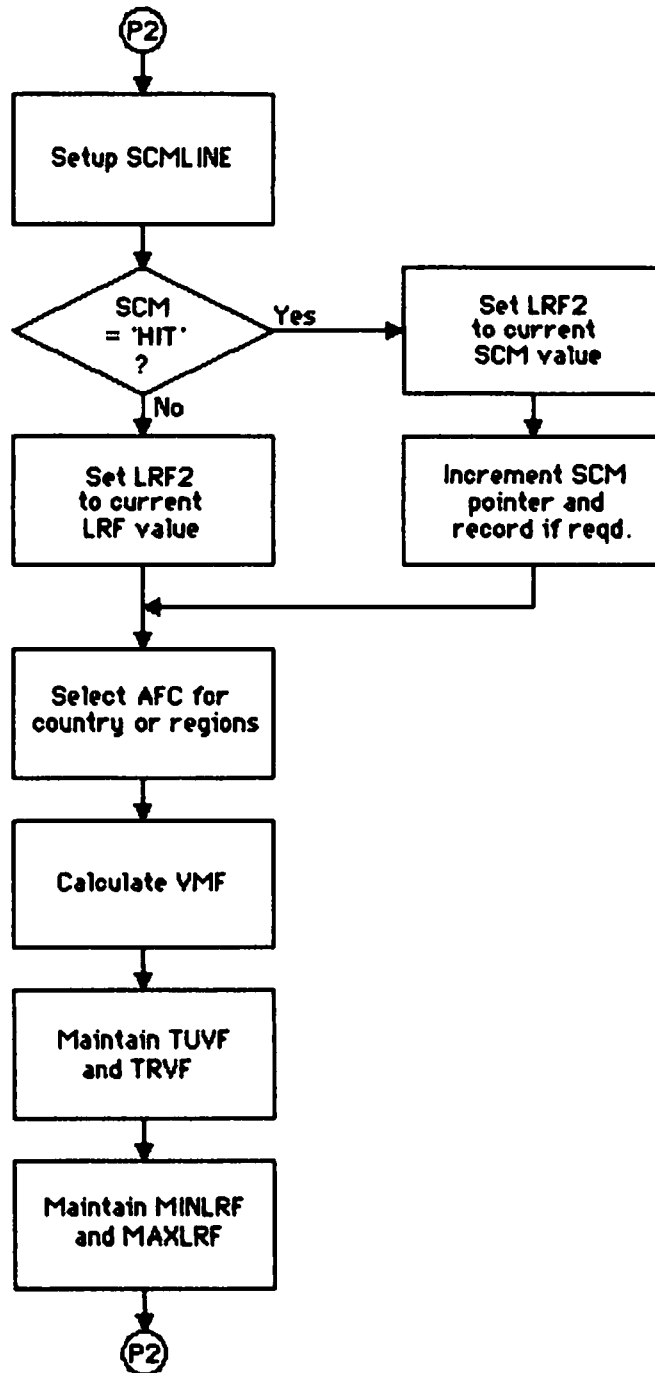 P2
Setup SCMLINE
SCM
= 'HIT'
?
Yes
No
Set LRF2
to current
SCM value
Set LRF2
to current
LRF value
Increment SCM
pointer and
record if reqd.
Select AFC for
country or regions
Calculate VMF
Maintain TUVF
and TRVF
Maintain MINLRF
and MAXLRF
P2